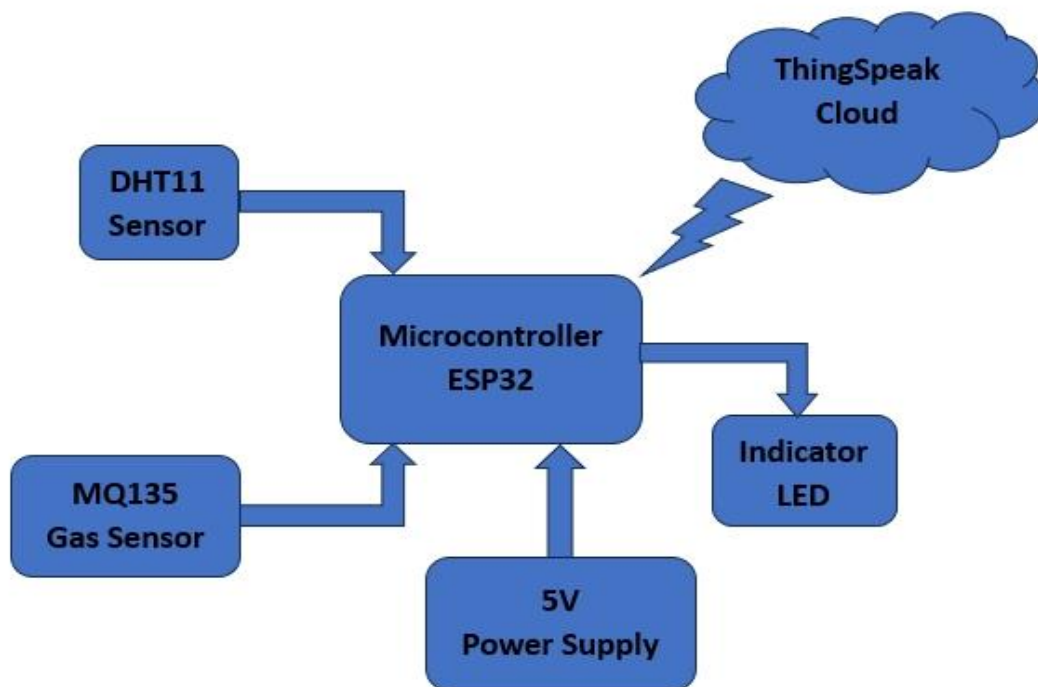 ThingSpeak
Cloud
DHT11
Sensor
Microcontroller
ESP32
Indicator
LED
MQ135
Gas Sensor
5V
Power Supply